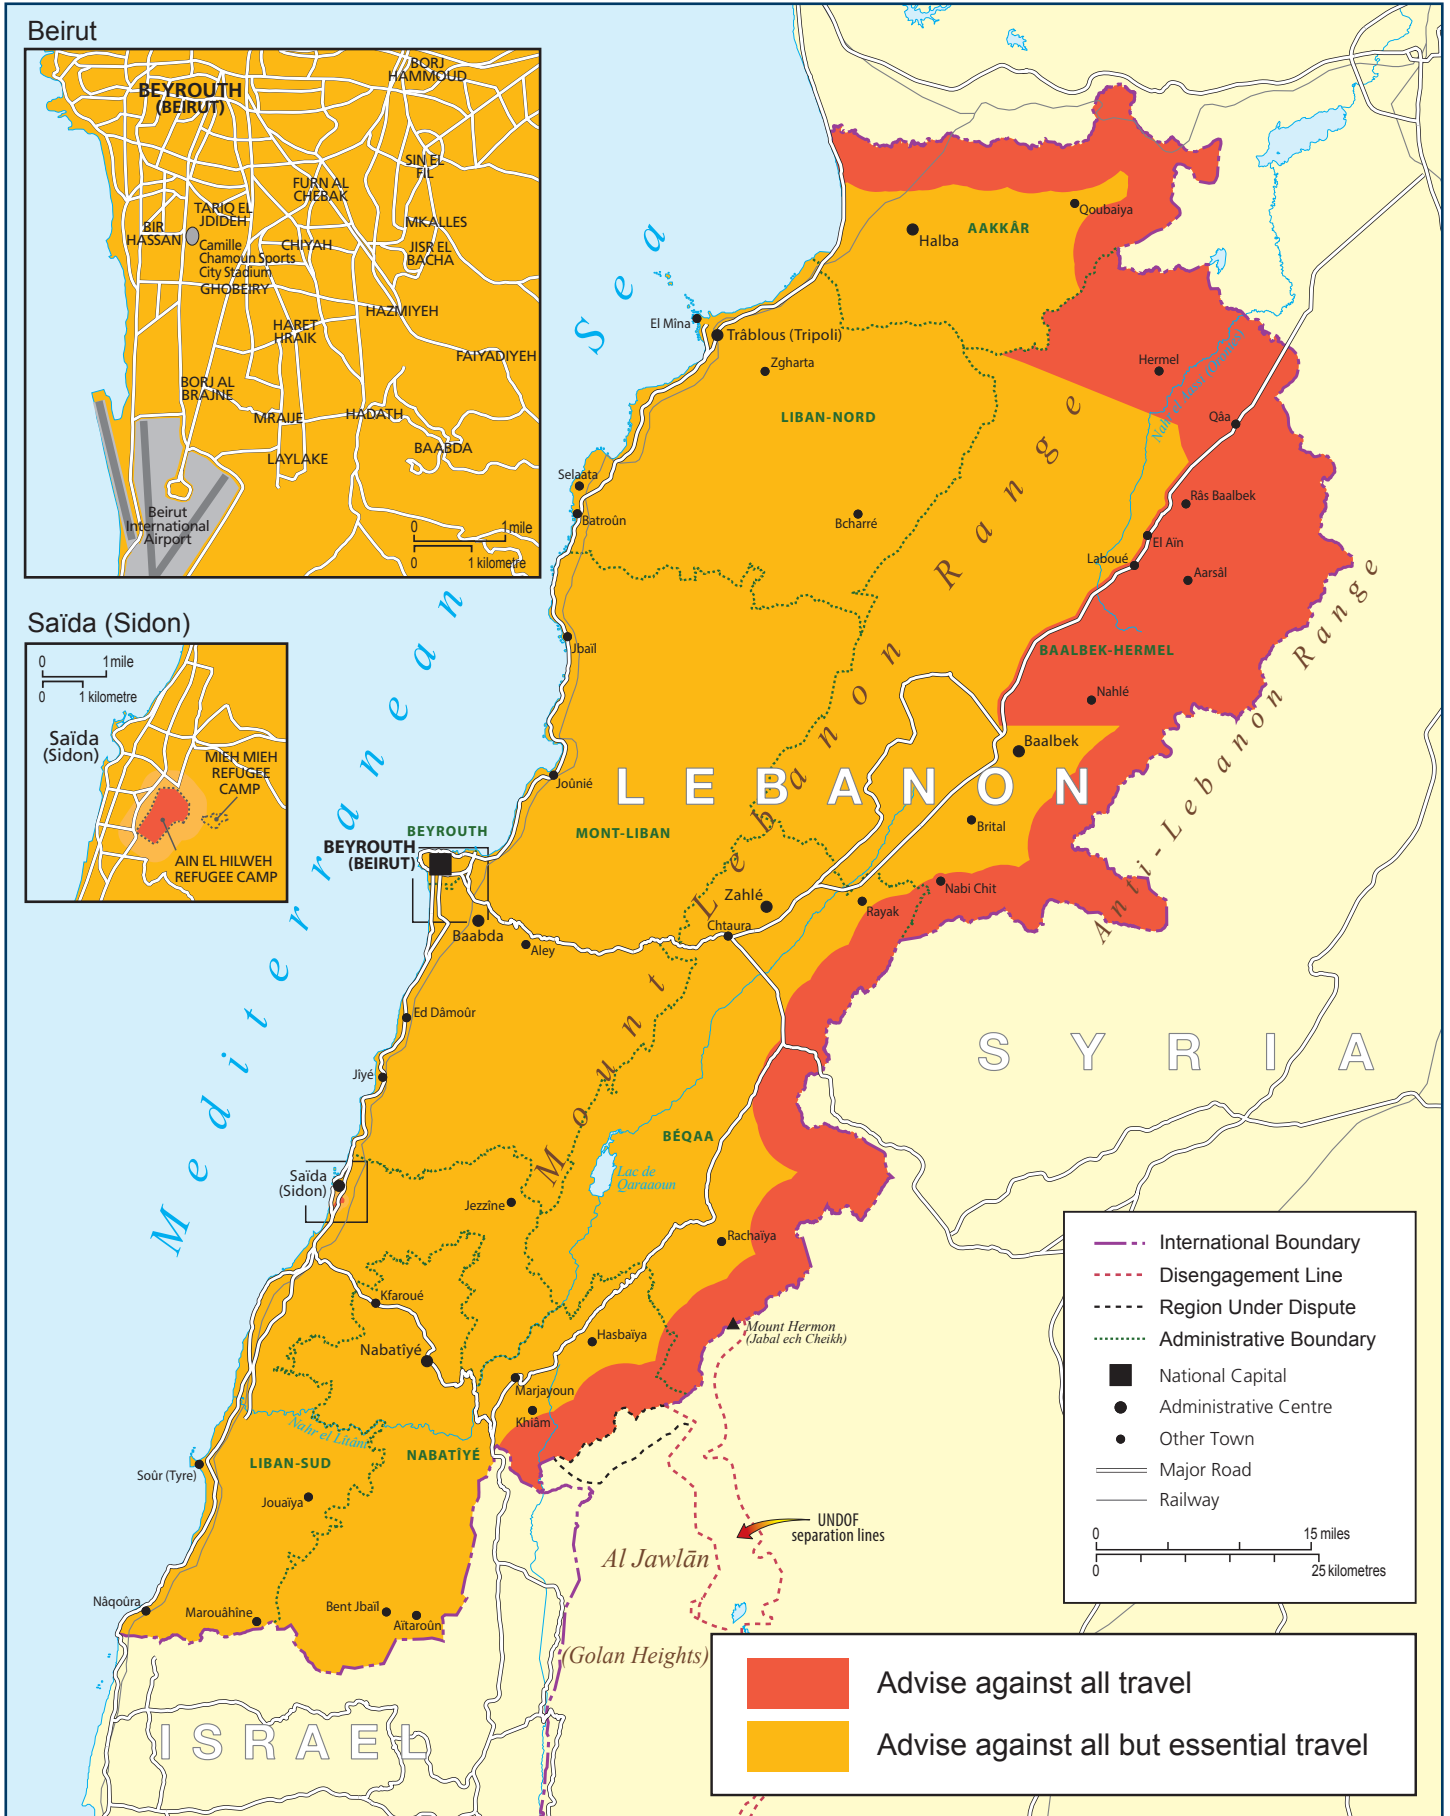 Beirut
BORJ
HAMMOUD
BEYROUTH
(BEIRUT)
SIN EL
FIL
FURN AL
CHEBAK
TARIQ EL
JDIDEH
BIR
HASSAN
MKALLES
Camille
Chamoun Sports
City Stadium
CHIYAH
JISR EL
BACHA
GHOBEIRY
HAZMIYEH
HARET
HRAIK
FAIYADIYEH
BORJ AL
BRAJNE
MRAIJE
HADATH
BAABDA
LAYLAKE
Beirut
International
Airport
0 1 mile
0 1 kilometre
Saïda (Sidon)
0 1 mile
0 1 kilometre
Saïda
(Sidon)
MIEH MIEH
REFUGEE
CAMP
AIN EL HILWEH
REFUGEE CAMP
Mediterranean Sea
Qoubaiya
AAKKÂR
Halba
El Mîna
Trâblous (Tripoli)
Zgharta
Hermel
Nahr el Aassi (Orontes)
LIBAN-NORD
Qâa
Selaata
Râs Baalbek
Batroûn
Bcharré
El Aïn
Laboué
Aarsâl
Jbaïl
BAALBEK-HERMEL
Nahlé
Baalbek
Joûnié
LEBANON
Mount Lebanon Range
Anti-Lebanon Range
Brital
BEYROUTH
BEYROUTH
(BEIRUT)
MONT-LIBAN
Nabi Chit
Zahlé
Rayak
Chtaura
Baabda
Aley
Ed Dâmoûr
SYRIA
Jîyé
BÉQAA
Saïda
(Sidon)
Lac de
Qaraaoun
Jezzîne
Rachaïya
Kfaroué
Mount Hermon
(Jabal ech Cheikh)
Hasbaïya
Nabatîyé
Marjayoun
Khiâm
Nahr el Lîtânî
NABATÎYÉ
LIBAN-SUD
Soûr (Tyre)
Jouaïya
UNDOF
separation lines
Al Jawlān
Nâqoûra
Marouâhîne
Bent Jbaïl
Aïtaroûn
(Golan Heights)
ISRAEL
International Boundary
Disengagement Line
Region Under Dispute
Administrative Boundary
National Capital
Administrative Centre
Other Town
Major Road
Railway
0 15 miles
0 25 kilometres
Advise against all travel
Advise against all but essential travel